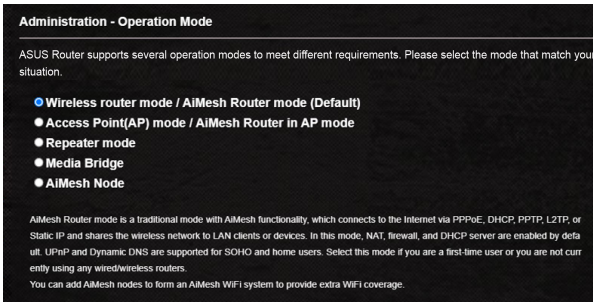 Administration - Operation Mode
ASUS Router supports several operation modes to meet different requirements. Please select the mode that match your
situation.
Wireless router mode / AiMesh Router mode (Default)
Access Point(AP) mode / AiMesh Router in AP mode
Repeater mode
Media Bridge
AiMesh Node
AiMesh Router mode is a traditional mode with AiMesh functionality, which connects to the Internet via PPPoE, DHCP, PPTP, L2TP, or
Static IP and shares the wireless network to LAN clients or devices. In this mode, NAT, firewall, and DHCP server are enabled by defa
ult. UPnP and Dynamic DNS are supported for SOHO and home users. Select this mode if you are a first-time user or you are not curr
ently using any wired/wireless routers.
You can add AiMesh nodes to form an AiMesh WiFi system to provide extra WiFi coverage.